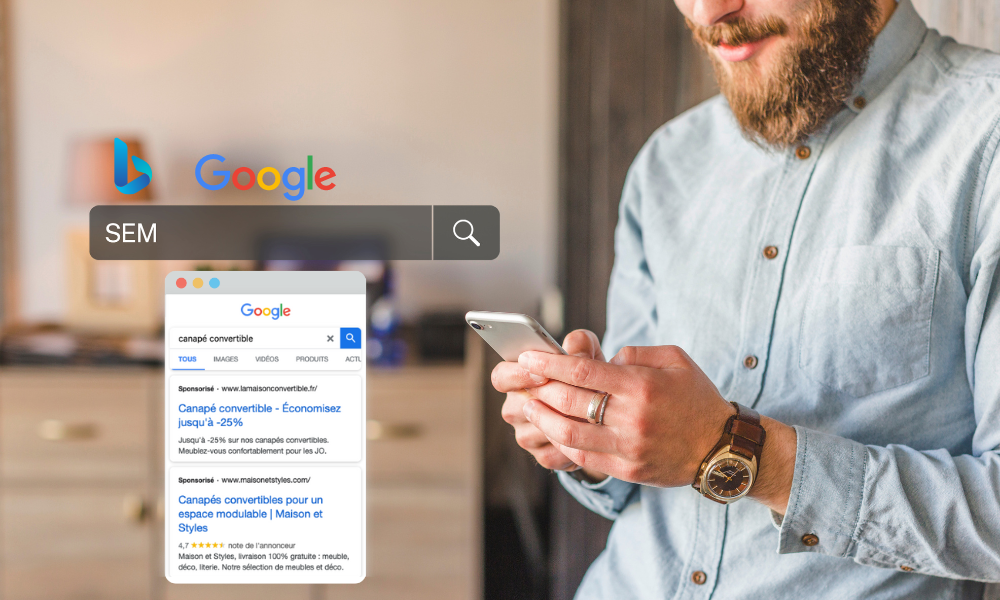 Google
SEM
Google
canapé convertible
TOUS IMAGES VIDÉOS PRODUITS ACTU
Sponsorisé · www.lamaisonconvertible.fr/
Canapé convertible - Économisez
jusqu'à -25%
Jusqu'à -25% sur nos canapés convertibles.
Meublez-vous confortablement pour les JO.
Sponsorisé · www.maisonetstyles.com/
Canapés convertibles pour un
espace modulable | Maison et
Styles
4,7 ★★★★★ note de l'annonceur
Maison et Styles, livraison 100% gratuite : meuble,
déco, literie. Notre sélection de meubles et déco.